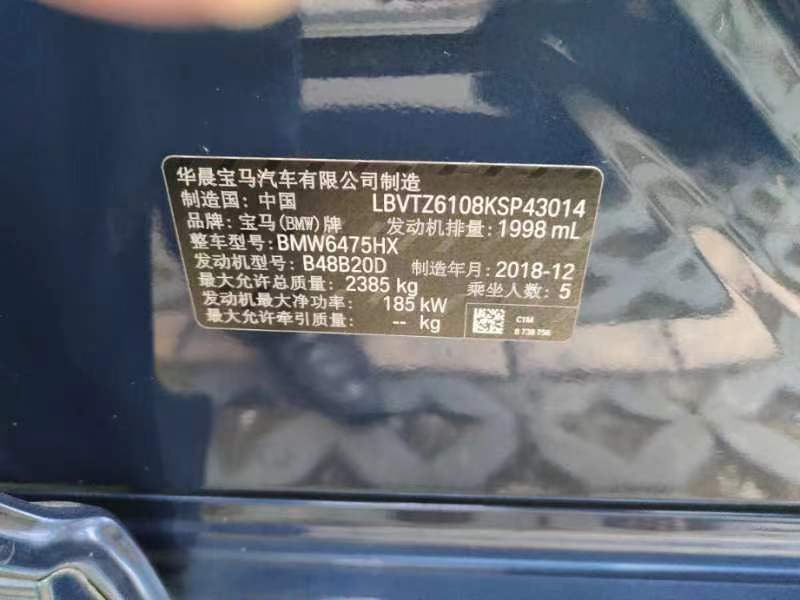 华晨宝马汽车有限公司制造
制造国: 中国 LBVTZ6108KSP43014
品牌: 宝马(BMW)牌 发动机排量: 1998 mL
整车型号: BMW6475HX
发动机型号: B48B20D 制造年月: 2018-12
最大允许总质量: 2385 kg 乘坐人数: 5
发动机最大净功率: 185 kW
最大允许牵引质量: -- kg
CTM
8 738 756